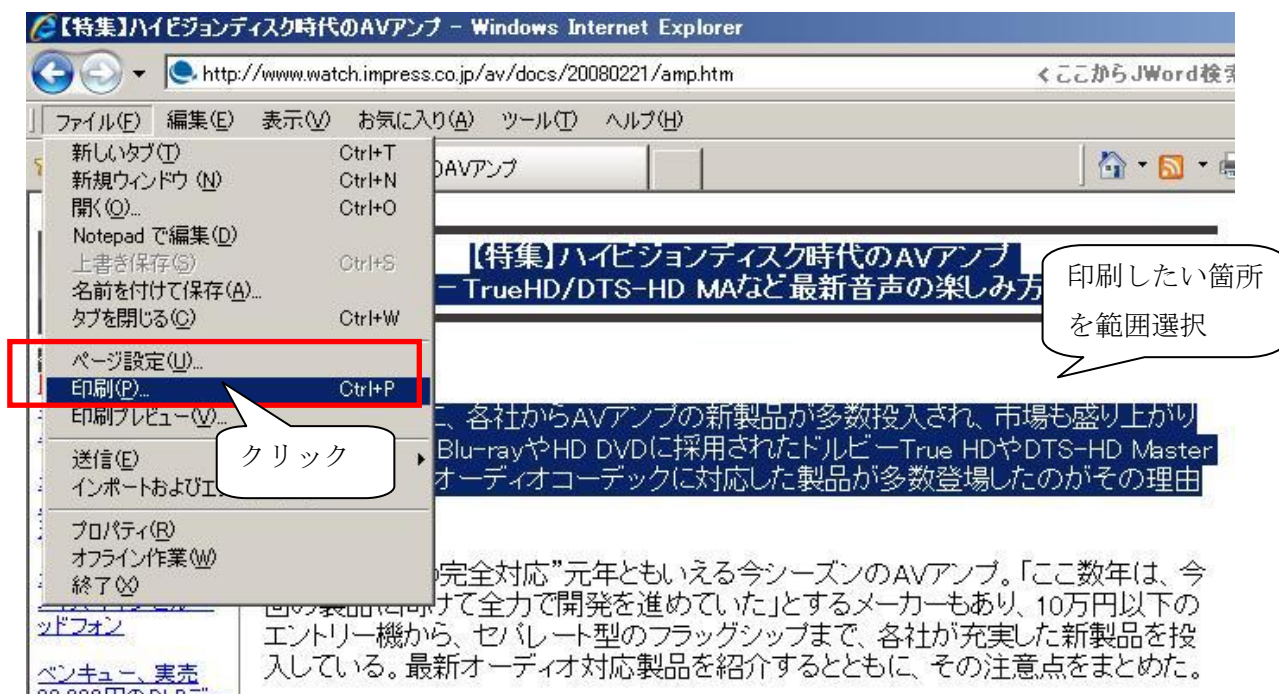 【特集】ハイビジョンディスク時代のAVアンプ - Windows Internet Explorer
http://www.watch.impress.co.jp/av/docs/20080221/amp.htm
<ここからJWord検索
ファイル(F) 編集(E) 表示(V) お気に入り(A) ツール(T) ヘルプ(H)
新しいタブ(T) Ctrl+T
新規ウィンドウ (N) Ctrl+N
開く(O)... Ctrl+O
Notepad で編集(D)
上書き保存(S) Ctrl+S
名前を付けて保存(A)...
タブを閉じる(C) Ctrl+W
ページ設定(U)...
印刷(P)... Ctrl+P
印刷プレビュー(V)...
送信(E)
インポートおよびエ
プロパティ(R)
オフライン作業(W)
終了(X)
クリック
AVアンプ
【特集】ハイビジョンディスク時代のAVアンプ
－TrueHD/DTS-HD MAなど最新音声の楽しみ方
印刷したい箇所
を範囲選択
、各社からAVアンプの新製品が多数投入され、市場も盛り上がり
Blu-rayやHD DVDに採用されたドルビーTrue HDやDTS-HD Master
オーディオコーデックに対応した製品が多数登場したのがその理由
完全対応”元年ともいえる今シーズンのAVアンプ。「ここ数年は、今
回の製品に向けて全力で開発を進めていた」とするメーカーもあり、10万円以下の
エントリー機から、セパレート型のフラッグシップまで、各社が充実した新製品を投
入している。最新オーディオ対応製品を紹介するとともに、その注意点をまとめた。
ッドフォン
ベンキュー、実売